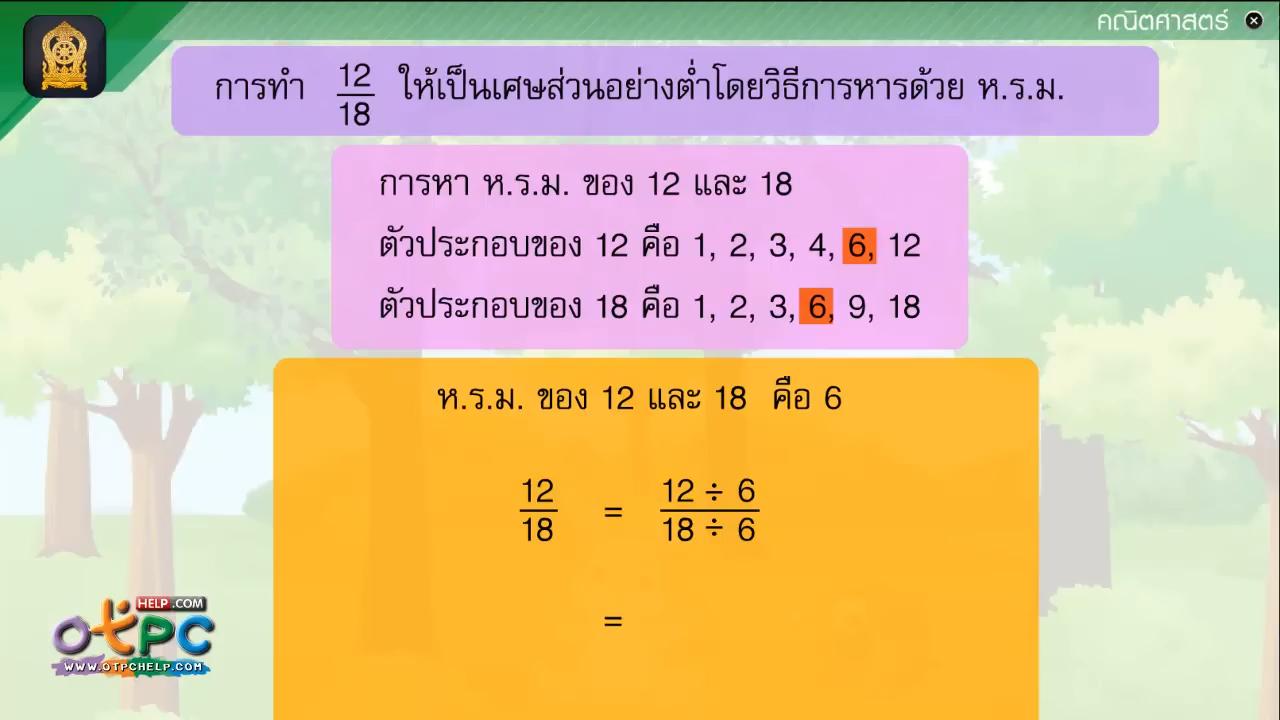 คณิตศาสตร์
การทำ 12/18 ให้เป็นเศษส่วนอย่างต่ำโดยวิธีการหารด้วย ห.ร.ม.
การหา ห.ร.ม. ของ 12 และ 18
ตัวประกอบของ 12 คือ 1, 2, 3, 4, 6, 12
ตัวประกอบของ 18 คือ 1, 2, 3, 6, 9, 18
ห.ร.ม. ของ 12 และ 18 คือ 6
12/18 = 12 ÷ 6/18 ÷ 6
=
HELP.COM
OTPC
WWW.OTPCHELP.COM